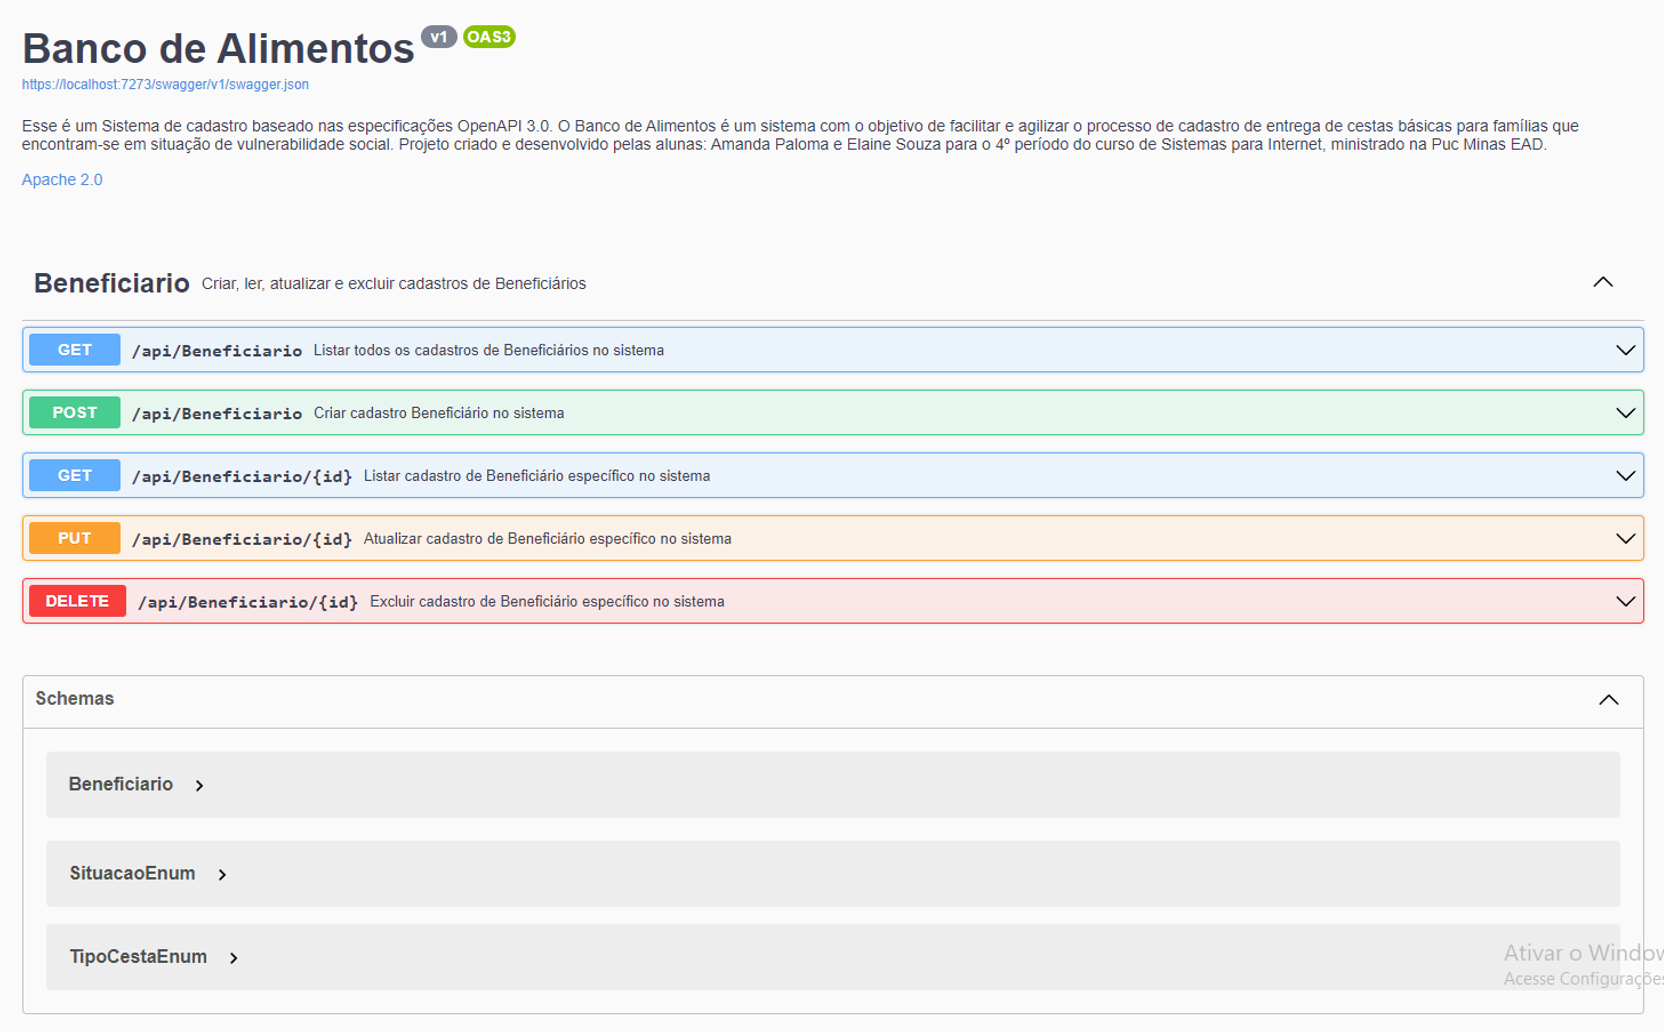 Banco de Alimentos v1 OAS3
https://localhost:7273/swagger/v1/swagger.json
Esse é um Sistema de cadastro baseado nas especificações OpenAPI 3.0. O Banco de Alimentos é um sistema com o objetivo de facilitar e agilizar o processo de cadastro de entrega de cestas básicas para famílias que
encontram-se em situação de vulnerabilidade social. Projeto criado e desenvolvido pelas alunas: Amanda Paloma e Elaine Souza para o 4º período do curso de Sistemas para Internet, ministrado na Puc Minas EAD.
Apache 2.0
Beneficiario Criar, ler, atualizar e excluir cadastros de Beneficiários
GET /api/Beneficiario Listar todos os cadastros de Beneficiários no sistema
POST /api/Beneficiario Criar cadastro Beneficiário no sistema
GET /api/Beneficiario/{id} Listar cadastro de Beneficiário específico no sistema
PUT /api/Beneficiario/{id} Atualizar cadastro de Beneficiário específico no sistema
DELETE /api/Beneficiario/{id} Excluir cadastro de Beneficiário específico no sistema
Schemas
Beneficiario
SituacaoEnum
TipoCestaEnum
Ativar o Window
Acesse Configurações